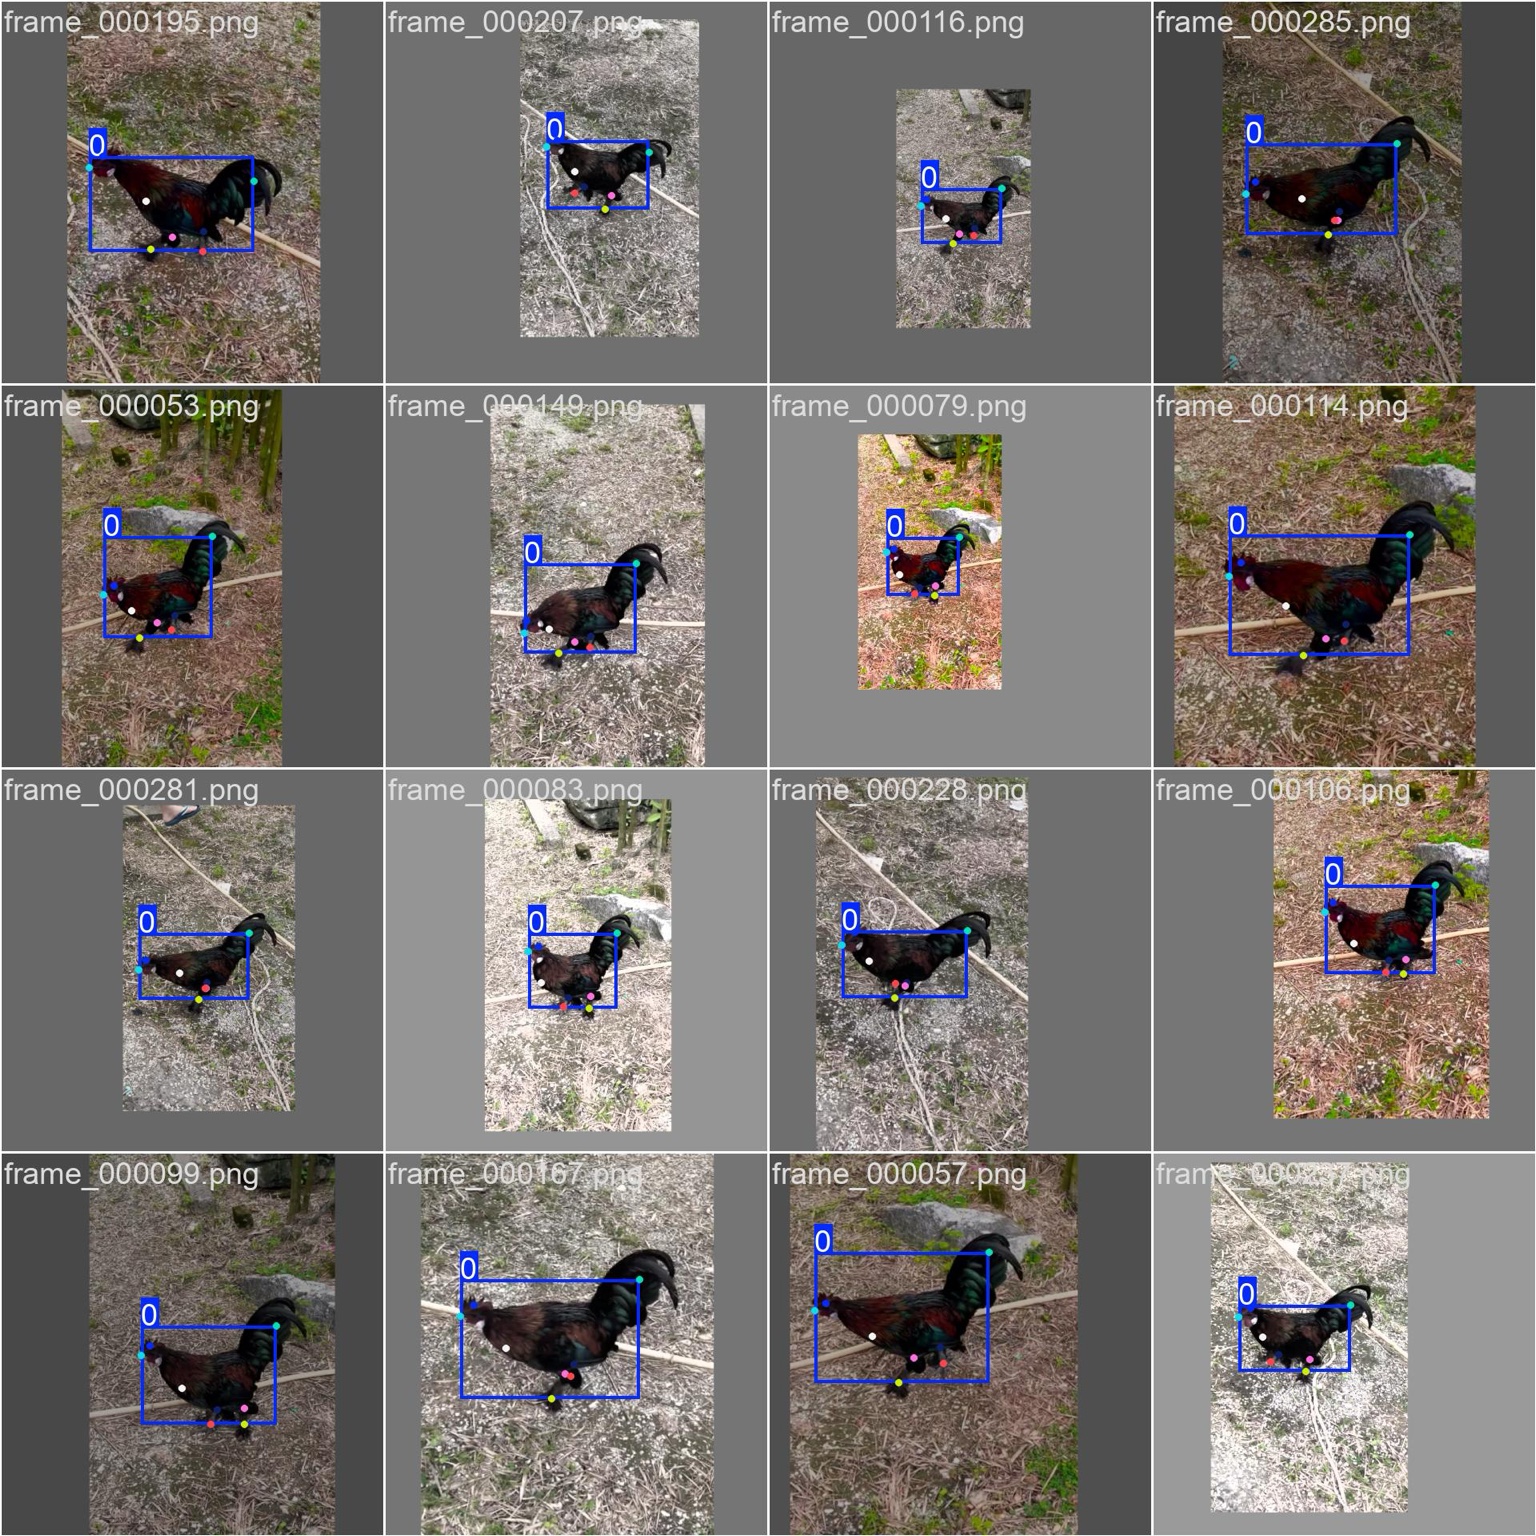 frame_000195.png
frame_000207.png
frame_000116.png
frame_000285.png
0
0
0
0
frame_000053.png
frame_000149.png
frame_000079.png
frame_000114.png
0
0
0
0
frame_000281.png
frame_000083.png
frame_000228.png
frame_000106.png
0
0
0
0
frame_000099.png
frame_000167.png
frame_000057.png
0
0
0
0